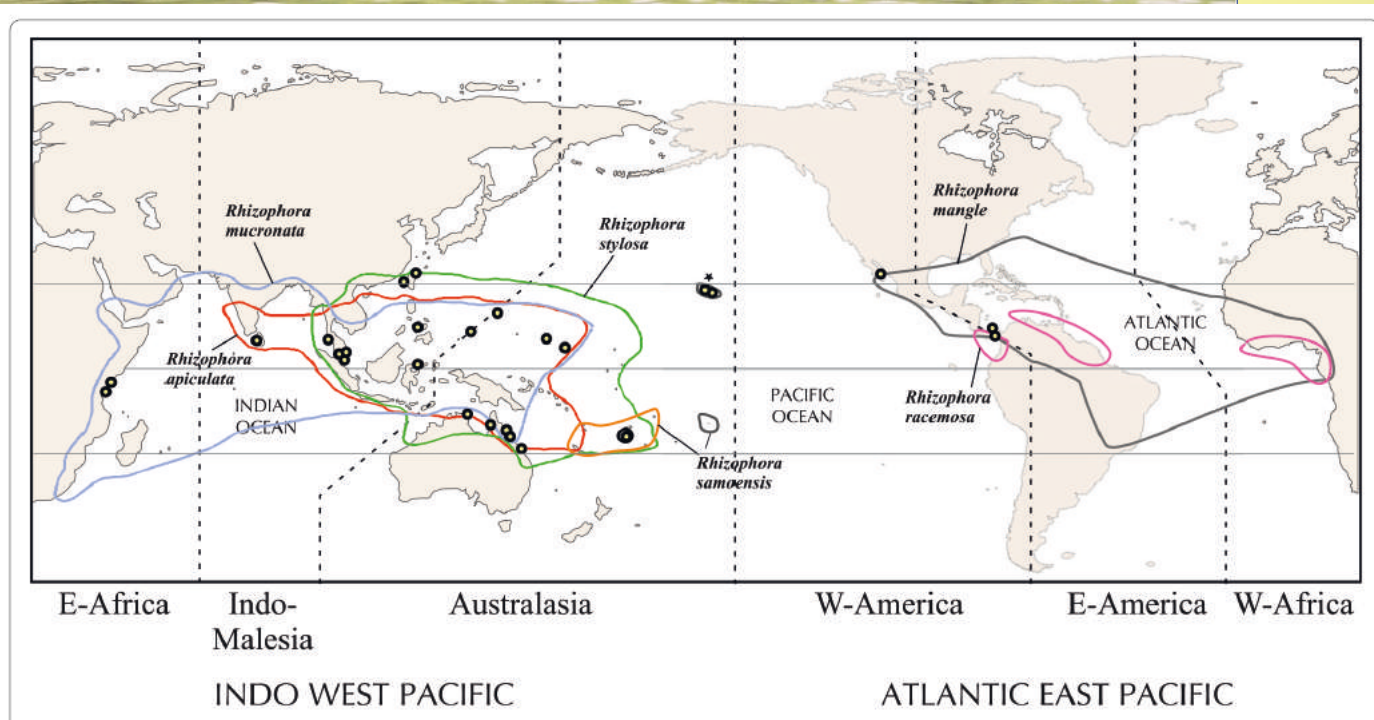 Rhizophora
mucronata
Rhizophora
stylosa
Rhizophora
mangle
Rhizophora
apiculata
INDIAN
OCEAN
PACIFIC
OCEAN
ATLANTIC
OCEAN
Rhizophora
racemosa
Rhizophora
samoensis
E-Africa
Indo-
Malesia
Australasia
W-America
E-America
W-Africa
INDO WEST PACIFIC
ATLANTIC EAST PACIFIC